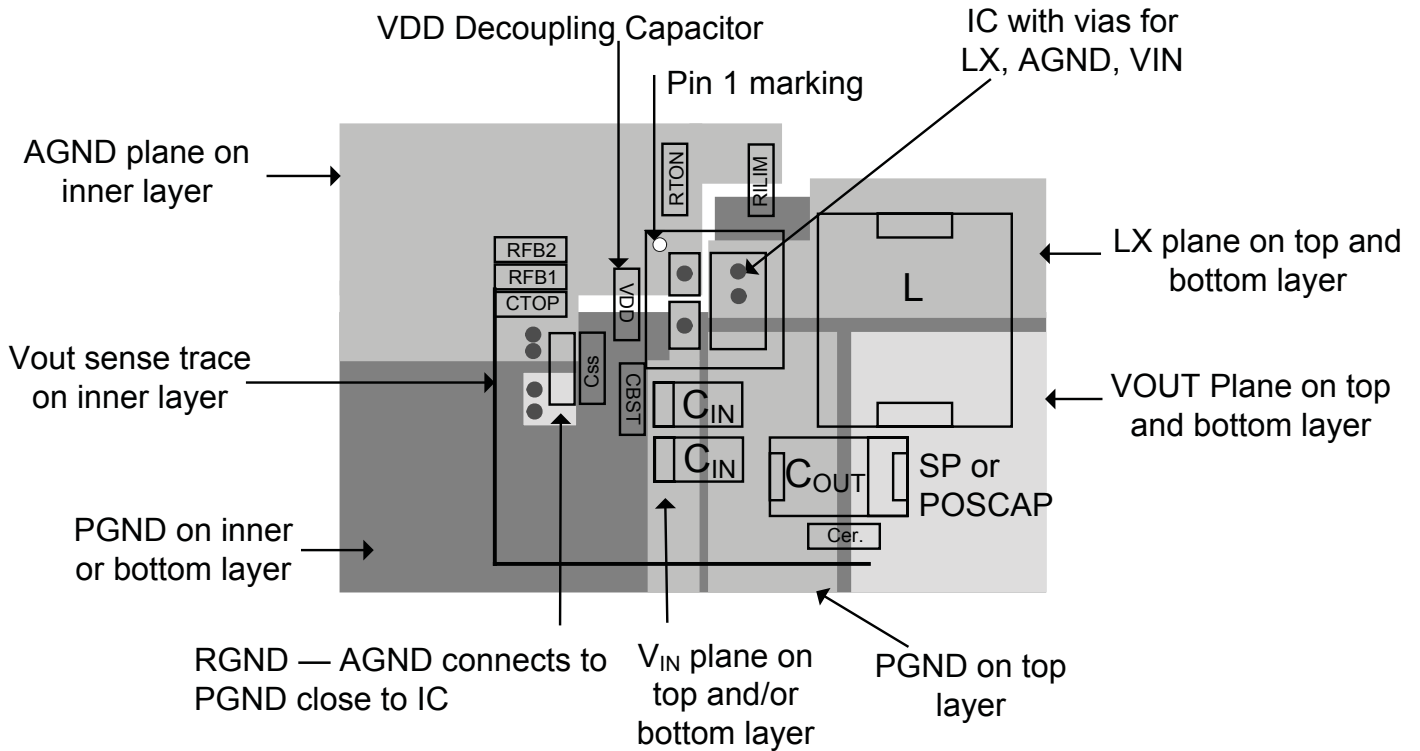 VDD Decoupling Capacitor
IC with vias for
LX, AGND, VIN
Pin 1 marking
AGND plane on
inner layer
RTON
RILIM
RFB2
RFB1
CTOP
VDD
L
LX plane on top and
bottom layer
Vout sense trace
on inner layer
Css
CBST
CIN
CIN
VOUT Plane on top
and bottom layer
COUT
SP or
POSCAP
Cer.
PGND on inner
or bottom layer
RGND — AGND connects to
PGND close to IC
VIN plane on
top and/or
bottom layer
PGND on top
layer